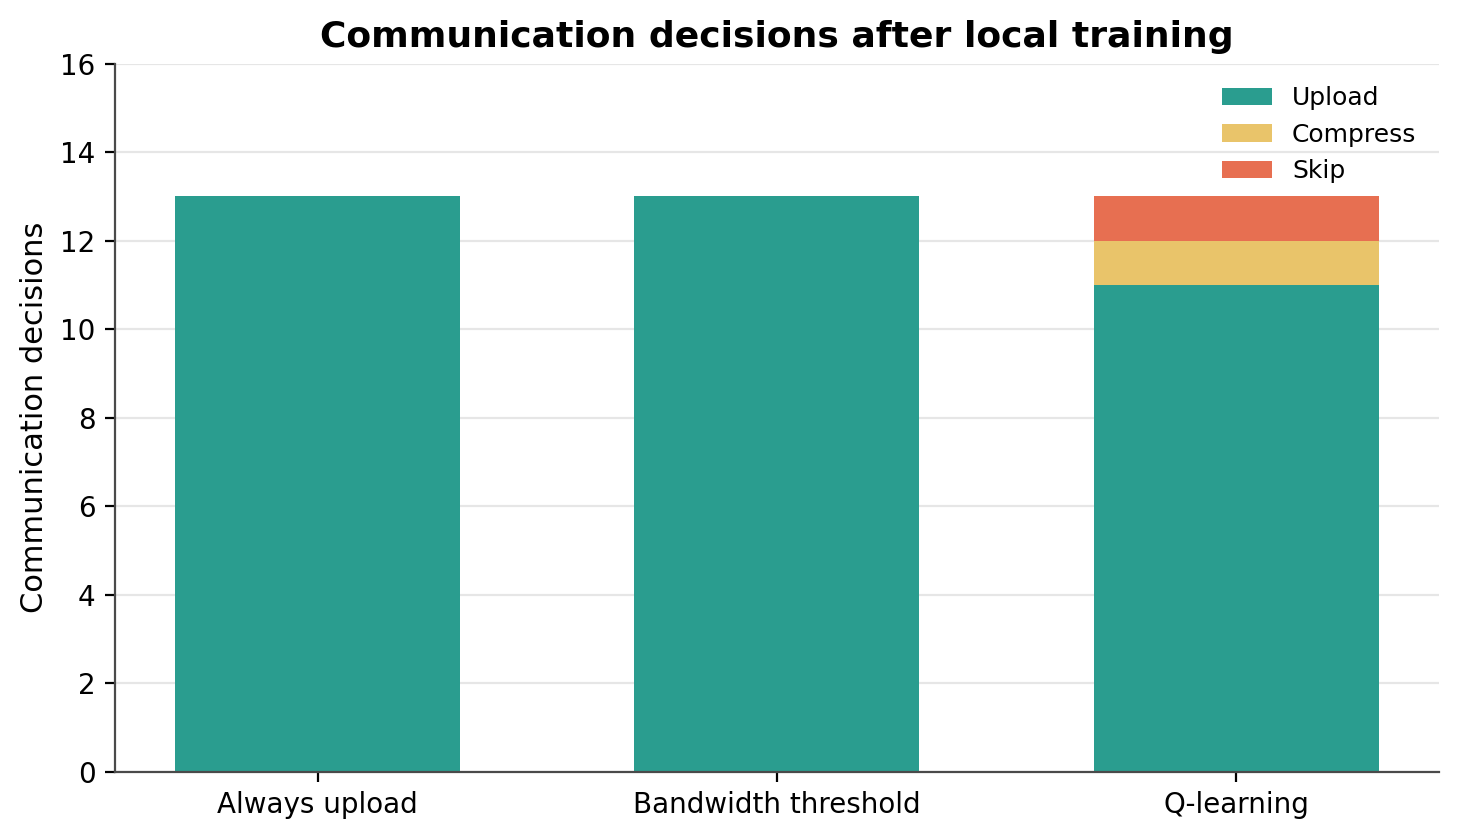 Communication decisions after local training
Upload
Compress
Skip
Communication decisions
16
14
12
10
8
6
4
2
0
Always upload
Bandwidth threshold
Q-learning